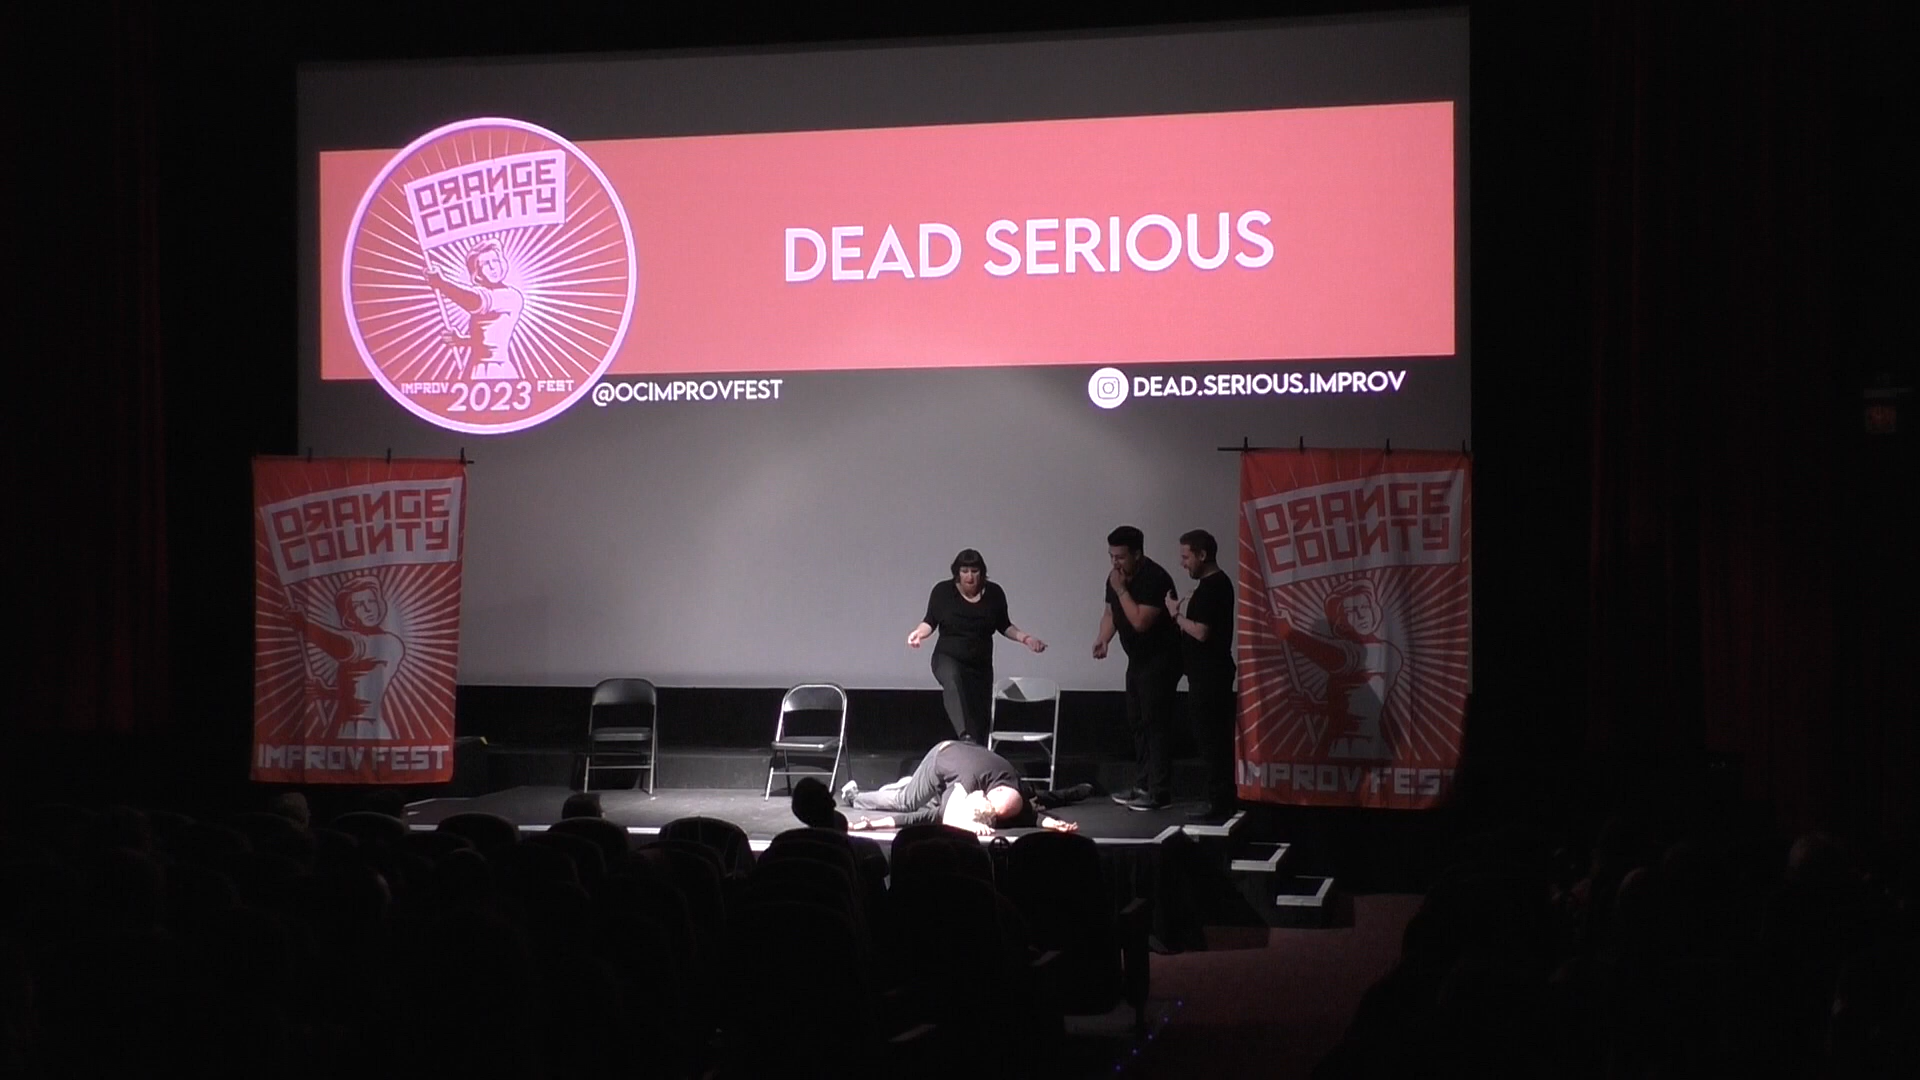 ORANGE
COUNTY
IMPROV 2023 FEST
DEAD SERIOUS
@OCIMPROVFEST
DEAD.SERIOUS.IMPROV
ORANGE
COUNTY
IMPROV FEST
ORANGE
COUNTY
IMPROV FEST